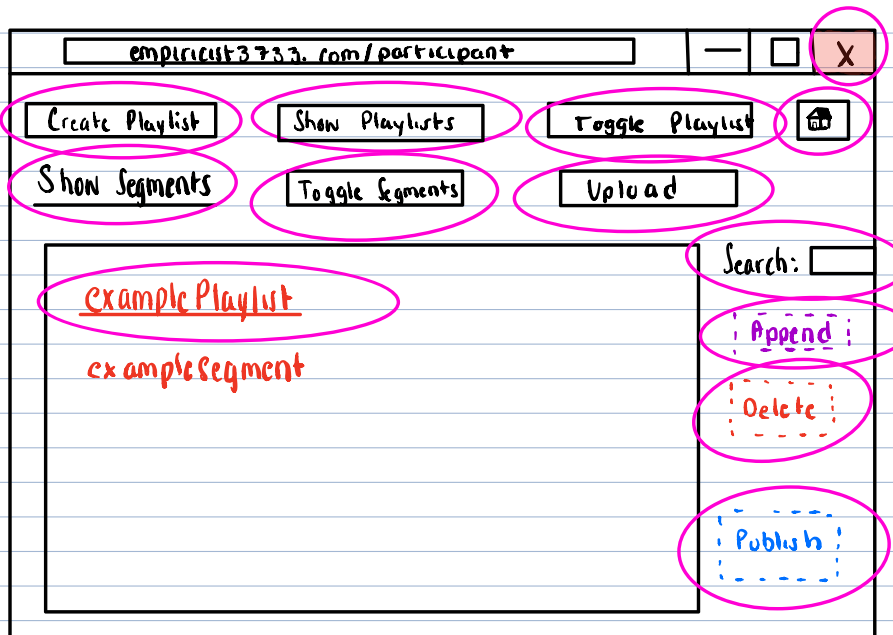 empiricist3733.com/participant
X
Create Playlist Show Playlists Toggle Playlist
Show Segments Toggle Segments Upload
Search:
examplePlaylist
Append
exampleSegment
Delete
Publish